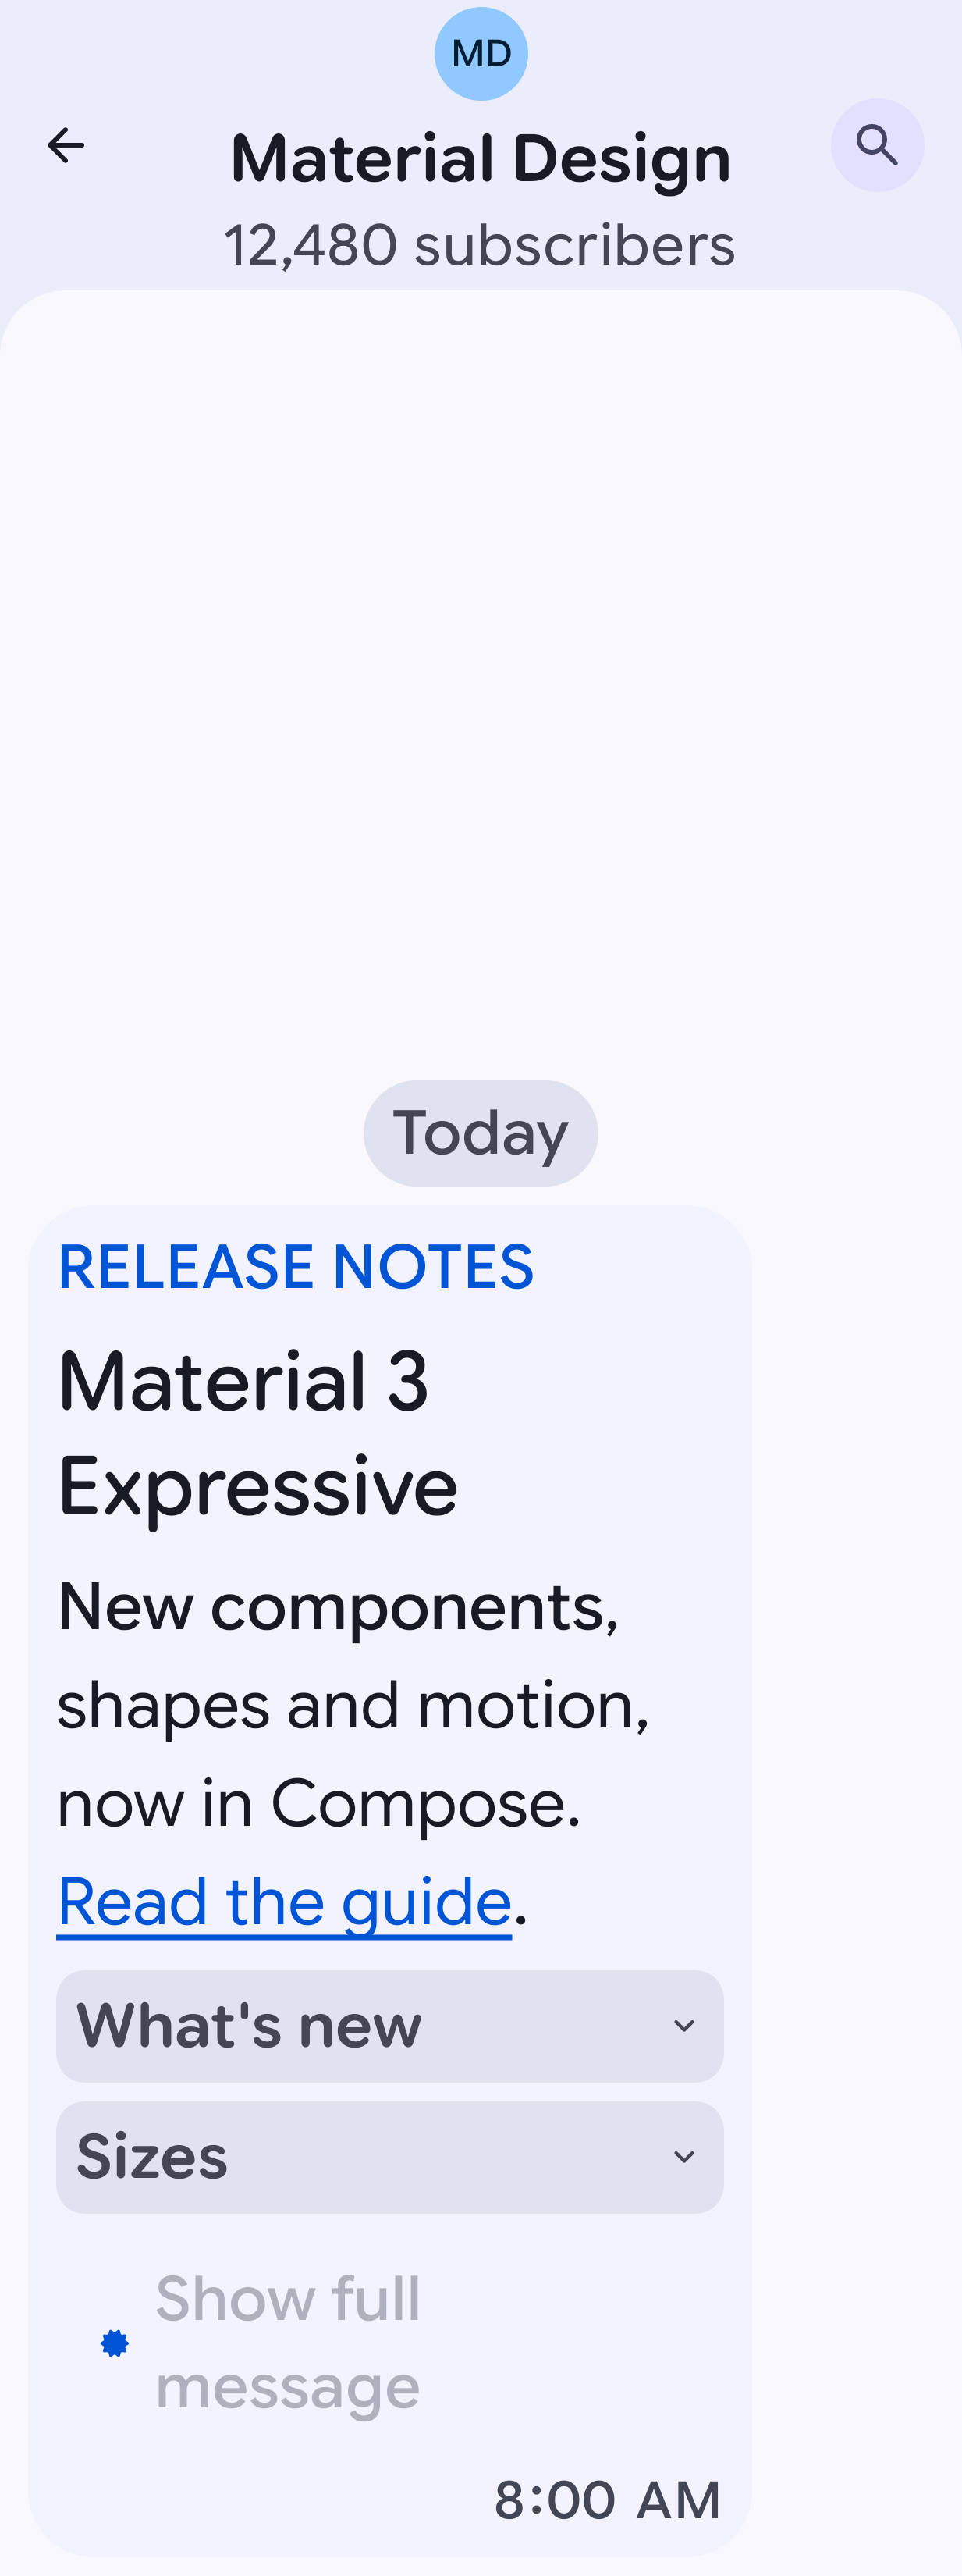 MD
Material Design
12,480 subscribers
Today
RELEASE NOTES
Material 3
Expressive
New components,
shapes and motion,
now in Compose.
Read the guide.
What's new
Sizes
Show full
message
8:00 AM